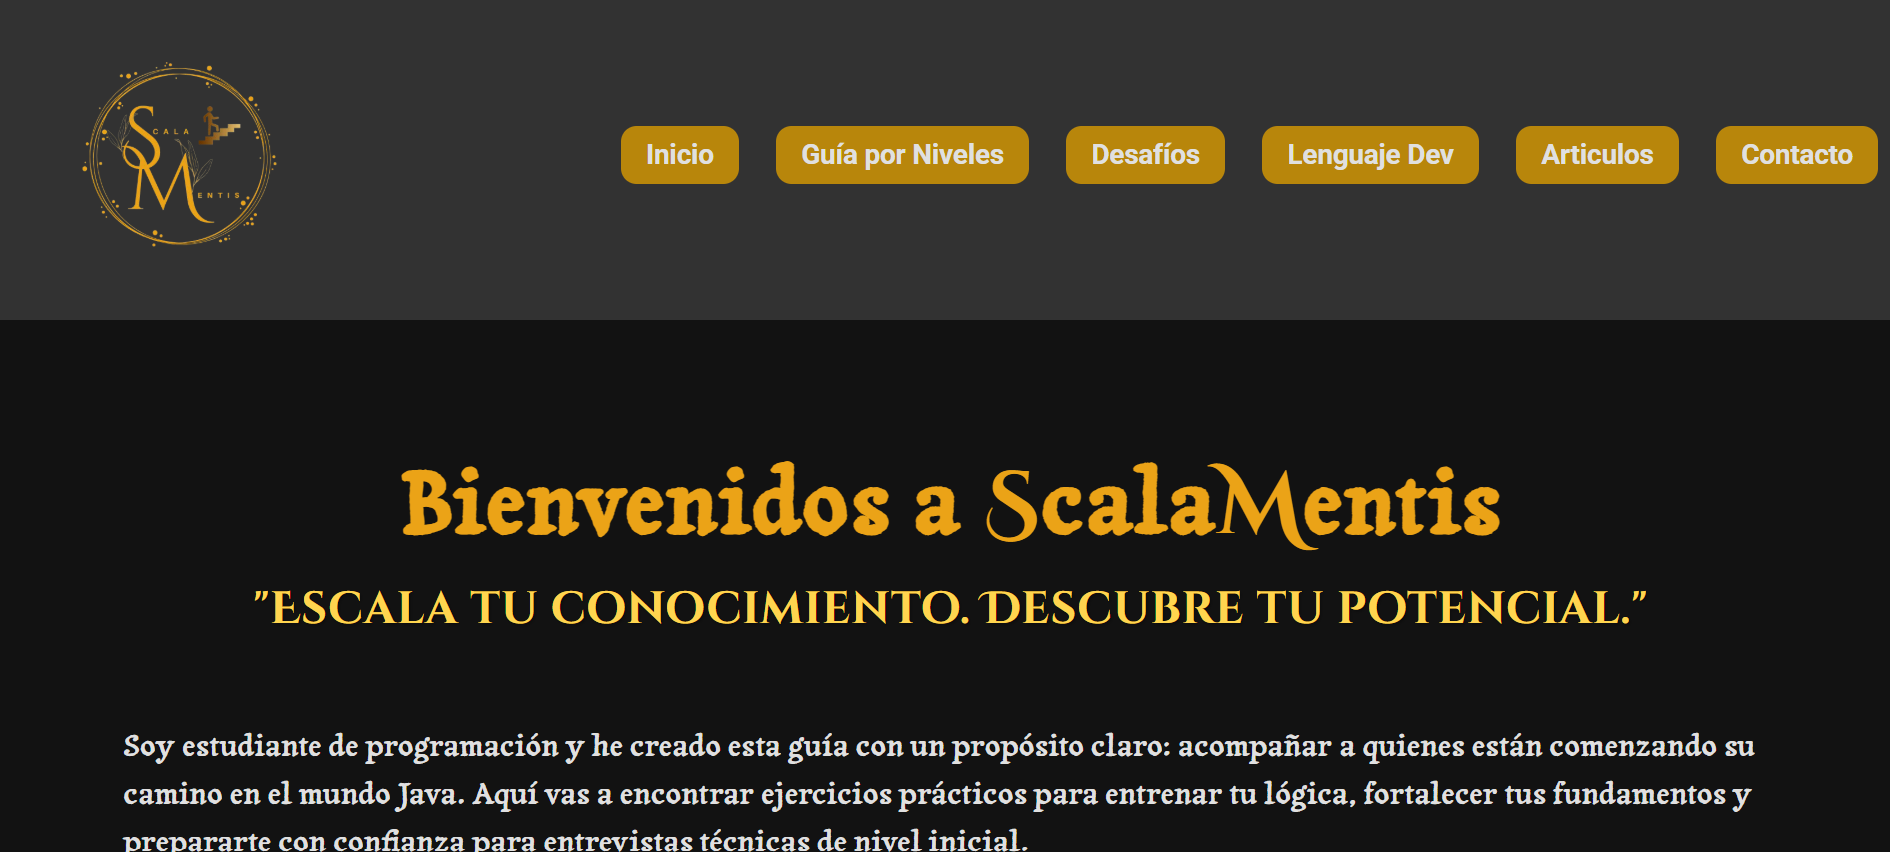 SCALA
MENTIS
Inicio
Guía por Niveles
Desafíos
Lenguaje Dev
Articulos
Contacto
Bienvenidos a ScalaMentis
"Escala tu conocimiento. Descubre tu potencial."
Soy estudiante de programación y he creado esta guía con un propósito claro: acompañar a quienes están comenzando su
camino en el mundo Java. Aquí vas a encontrar ejercicios prácticos para entrenar tu lógica, fortalecer tus fundamentos y
prepararte con confianza para entrevistas técnicas de nivel inicial.